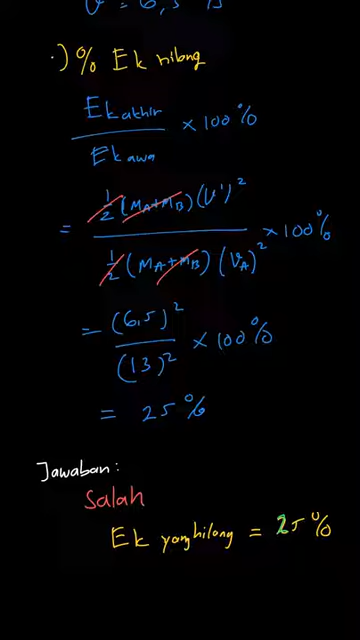 v' = 6,5
.) % Ek hilang
Ek akhir / Ek awa × 100%
= 1/2 (MA+MB)(V')² / 1/2 (MA+MB)(VA)² × 100%
= (6,5)² / (13)² × 100%
= 25%
Jawaban:
Salah
Ek yang hilang = 25%